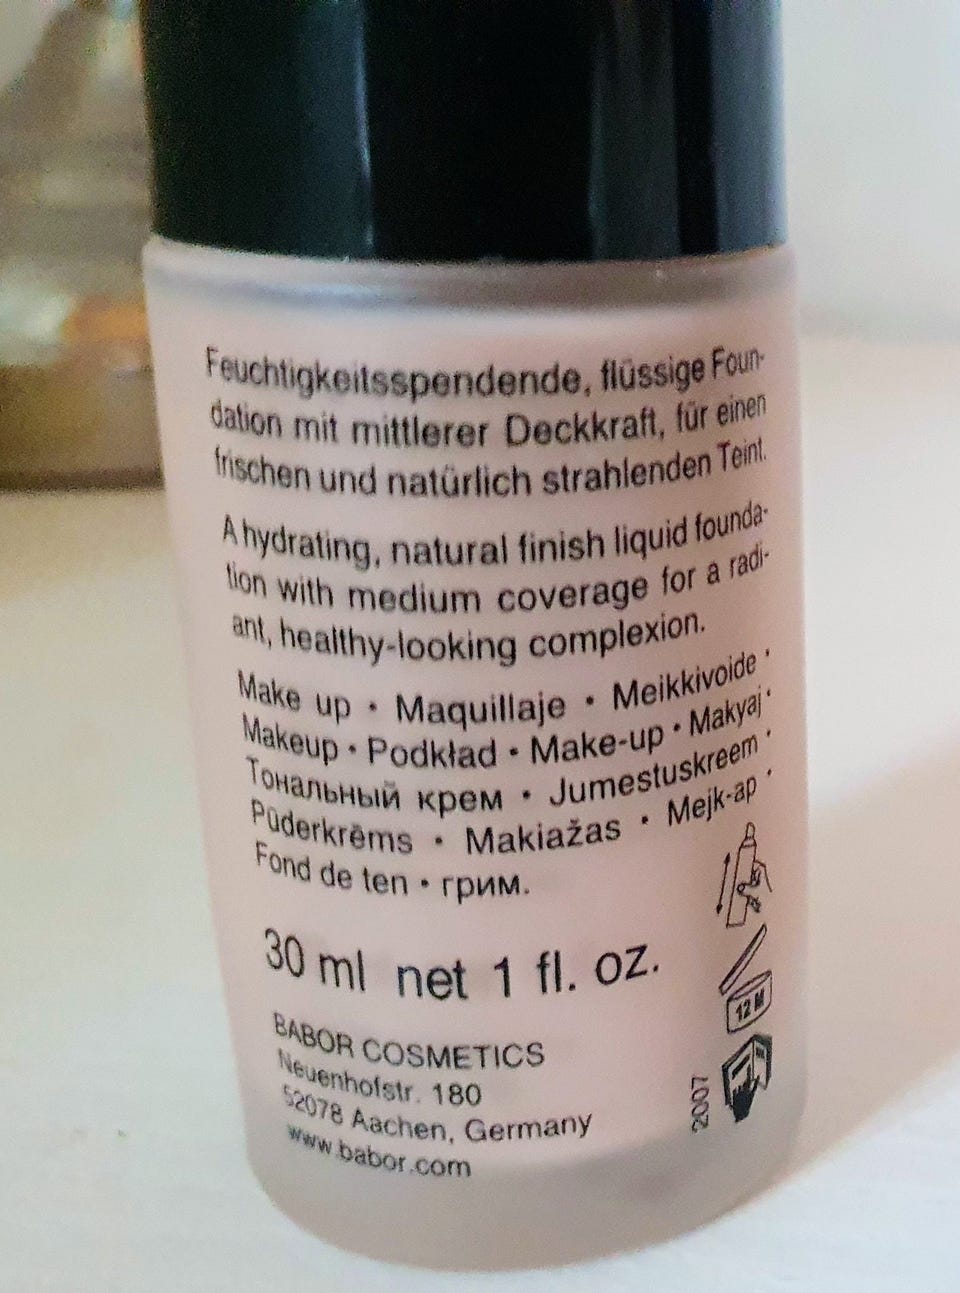 Feuchtigkeitsspendende, flüssige Foun-
dation mit mittlerer Deckkraft, für einen
frischen und natürlich strahlenden Teint.
A hydrating, natural finish liquid founda-
tion with medium coverage for a radi-
ant, healthy-looking complexion.
Make up · Maquillaje · Meikkivoide ·
Makeup · Podkład · Make-up · Makyaj ·
Тональный крем · Jumestuskreem ·
Pūderkrēms · Makiažas · Mejk-ap ·
Fond de ten · грим.
30 ml net 1 fl. oz.
12 M
BABOR COSMETICS
Neuenhofstr. 180
52078 Aachen, Germany
www.babor.com
2007